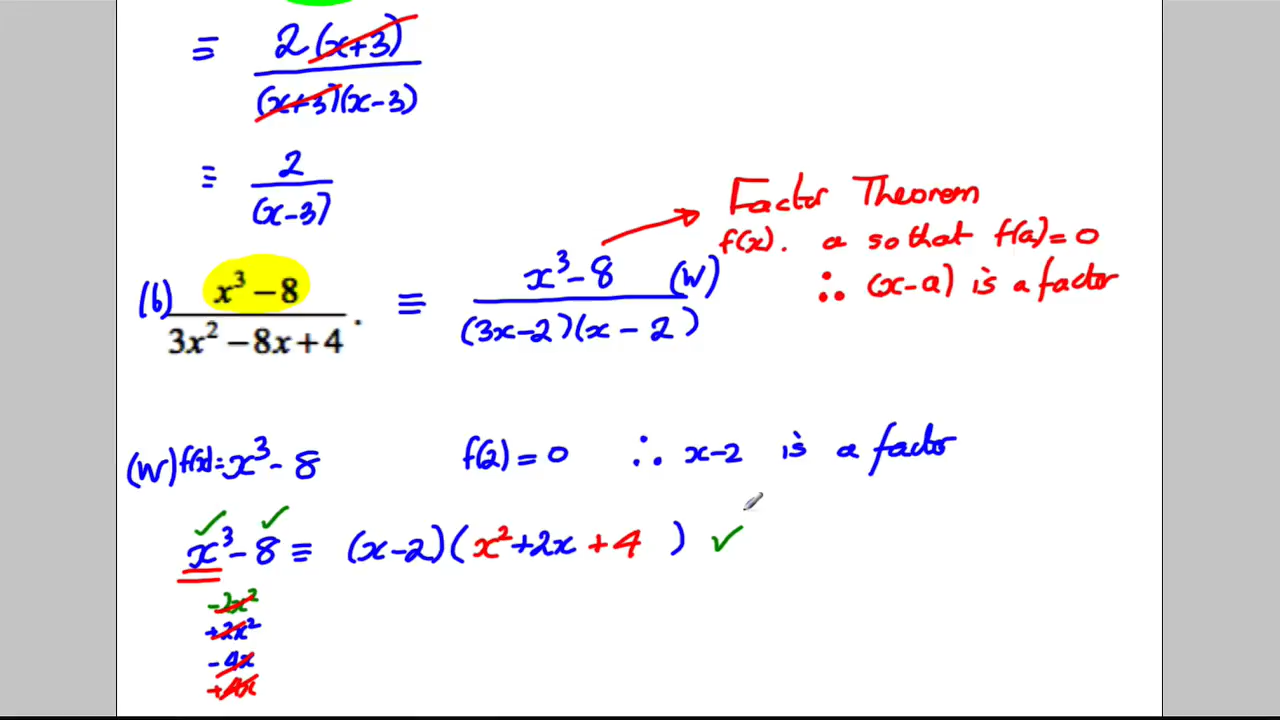 ≡ 2(x+3) / (x+3)(x-3)
≡ 2 / (x-3)
Factor Theorem
f(x). a so that f(a)=0
∴ (x-a) is a factor
(b) x³ - 8 / 3x² - 8x + 4 . ≡ x³-8 (W) / (3x-2)(x-2)
(W) f(x)=x³-8 f(2)=0 ∴ x-2 is a factor
✓ ✓
x³-8 ≡ (x-2)(x²+2x+4) ✓
-2x²
+2x²
-4x
+4x